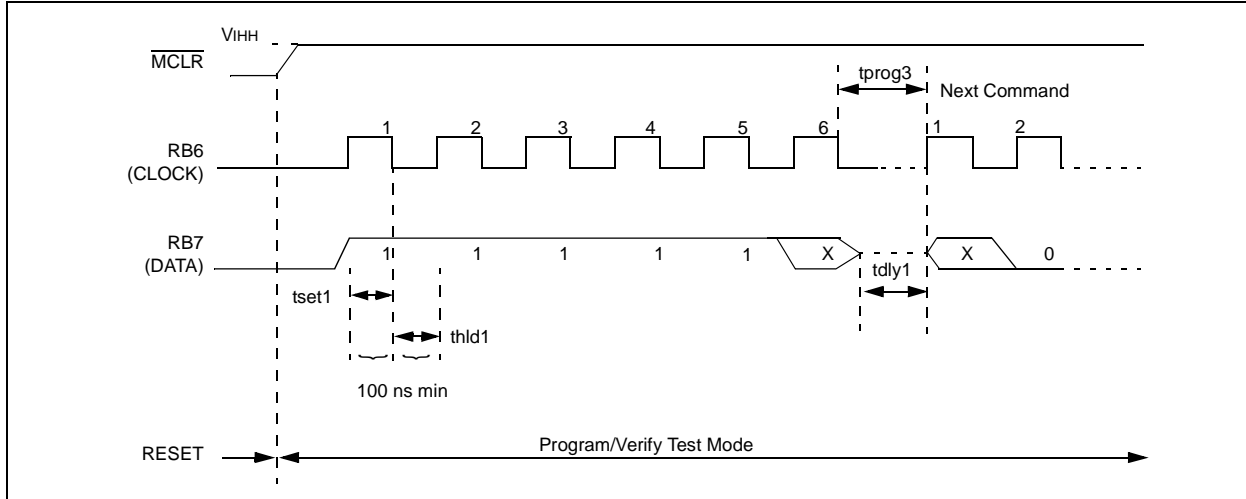 VIHH
MCLR
tprog3
Next Command
1 2 3 4 5 6 1 2
RB6
(CLOCK)
RB7
(DATA)
1 1 1 1 1 X X 0
tdly1
tset1
thld1
100 ns min
RESET
Program/Verify Test Mode